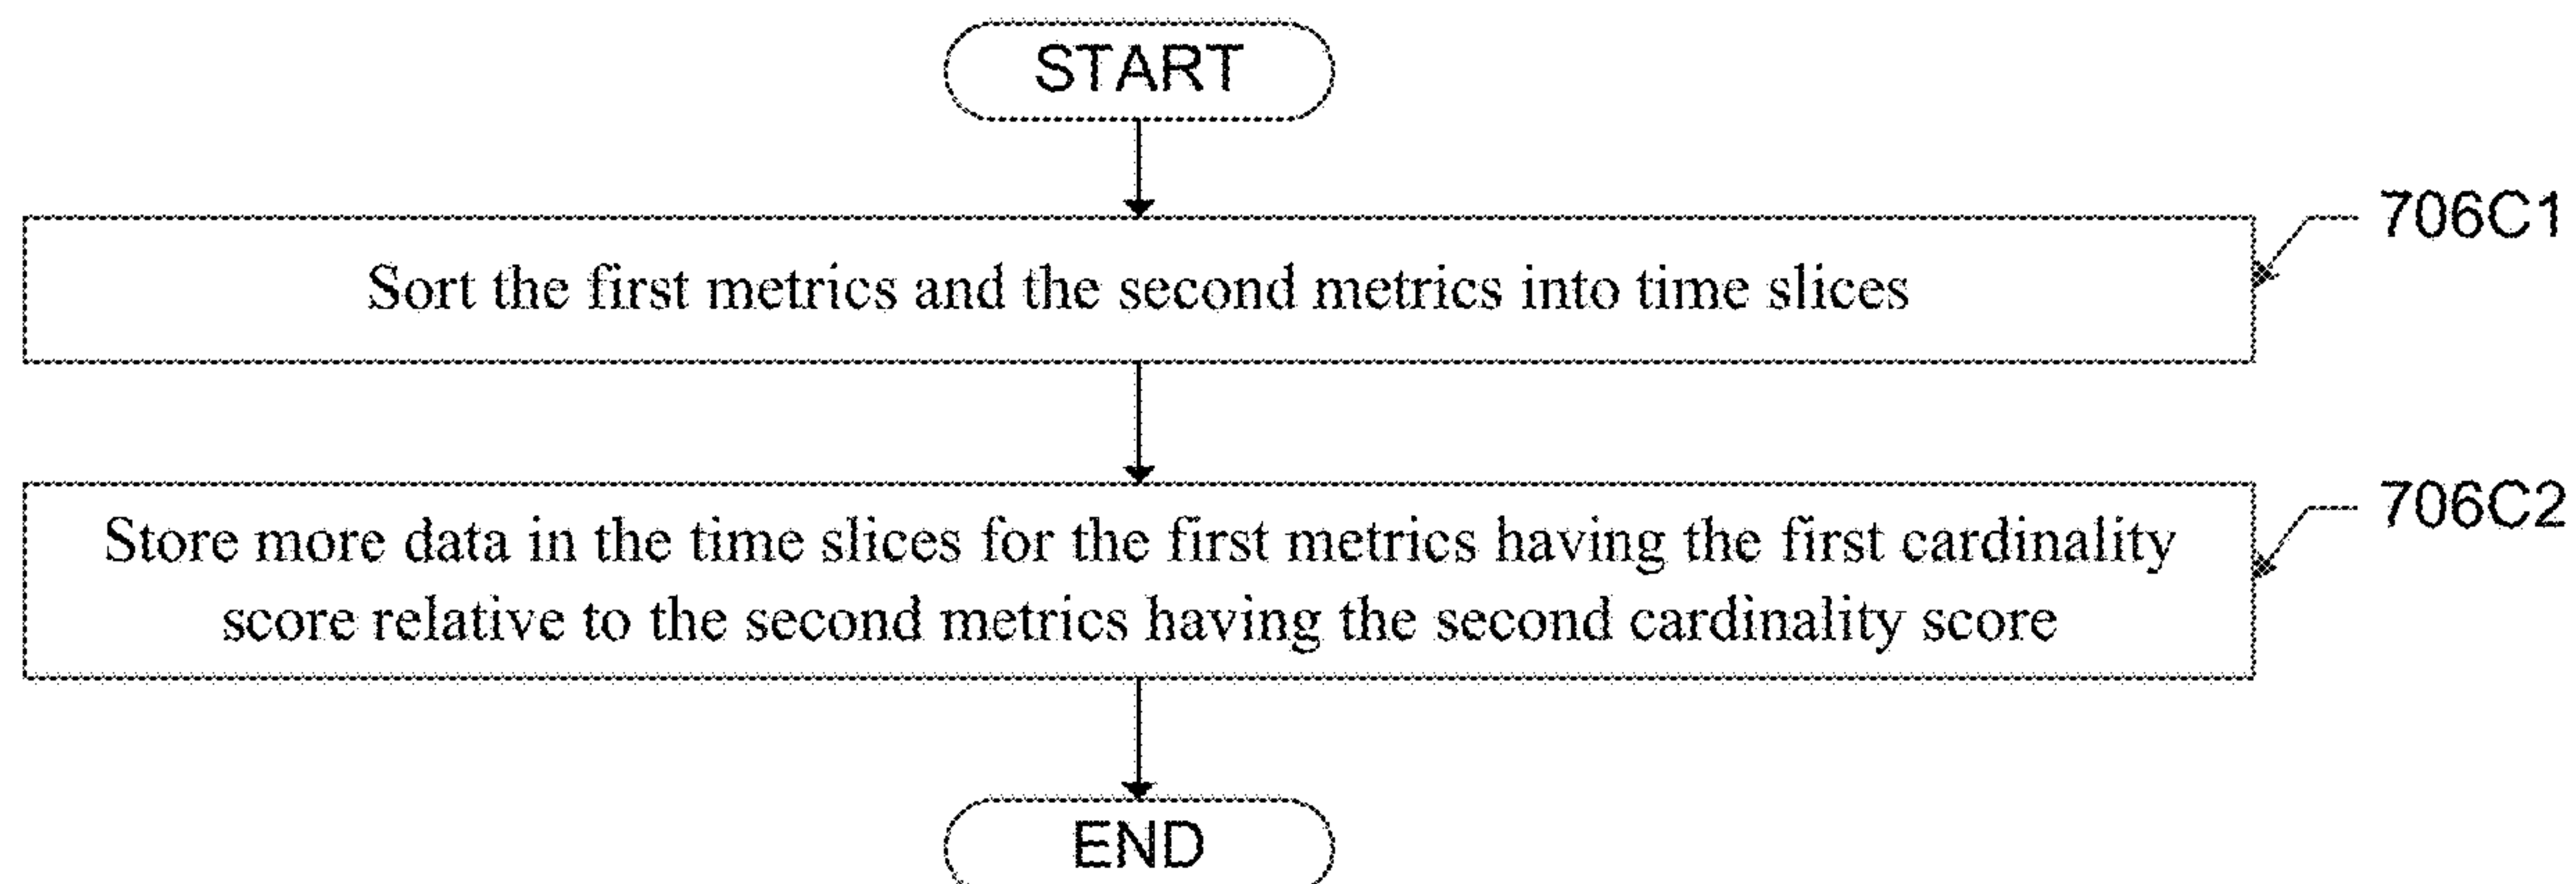 START
706C1
Sort the first metrics and the second metrics into time slices
706C2
Store more data in the time slices for the first metrics having the first cardinality
score relative to the second metrics having the second cardinality score
END